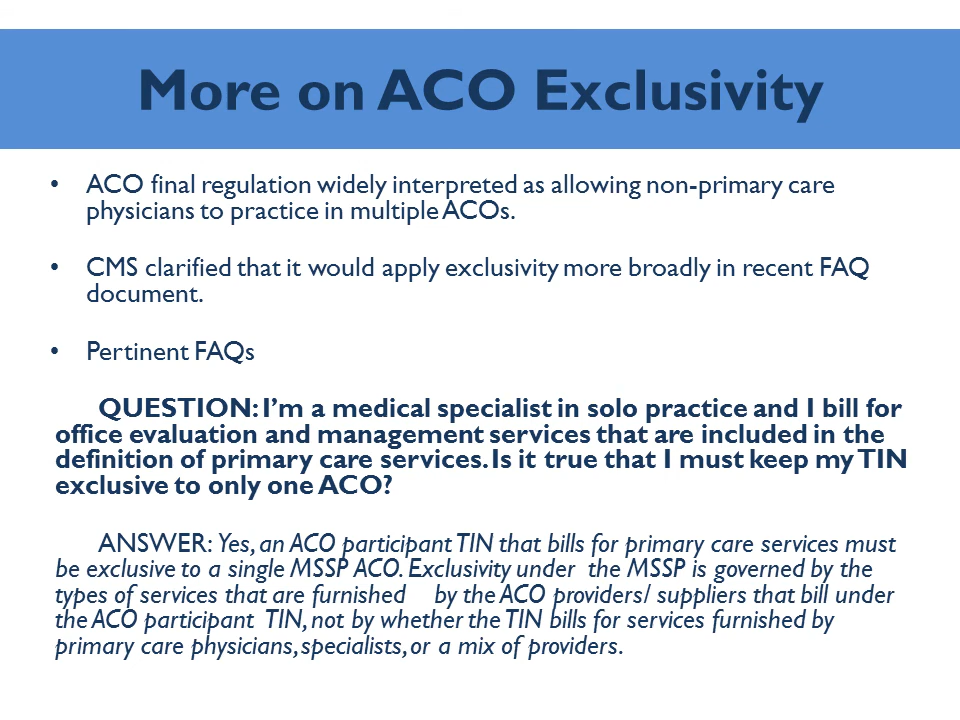 More on ACO Exclusivity
• ACO final regulation widely interpreted as allowing non-primary care
physicians to practice in multiple ACOs.
• CMS clarified that it would apply exclusivity more broadly in recent FAQ
document.
• Pertinent FAQs
QUESTION: I’m a medical specialist in solo practice and I bill for
office evaluation and management services that are included in the
definition of primary care services. Is it true that I must keep my TIN
exclusive to only one ACO?
ANSWER: Yes, an ACO participant TIN that bills for primary care services must
be exclusive to a single MSSP ACO. Exclusivity under the MSSP is governed by the
types of services that are furnished by the ACO providers/ suppliers that bill under
the ACO participant TIN, not by whether the TIN bills for services furnished by
primary care physicians, specialists, or a mix of providers.